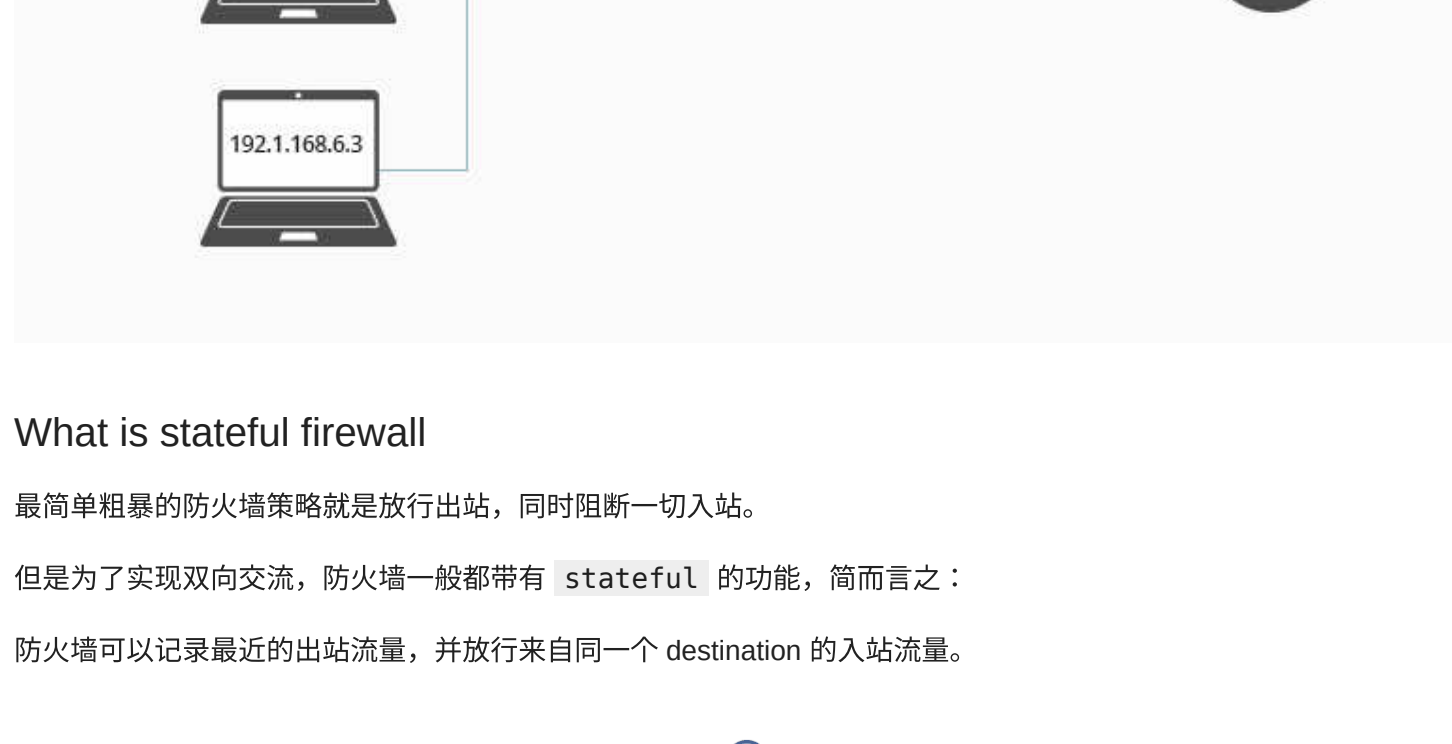 192.1.168.6.3
What is stateful firewall
最简单粗暴的防火墙策略就是放行出站，同时阻断一切入站。
但是为了实现双向交流，防火墙一般都带有 stateful 的功能，简而言之：
防火墙可以记录最近的出站流量，并放行来自同一个 destination 的入站流量。